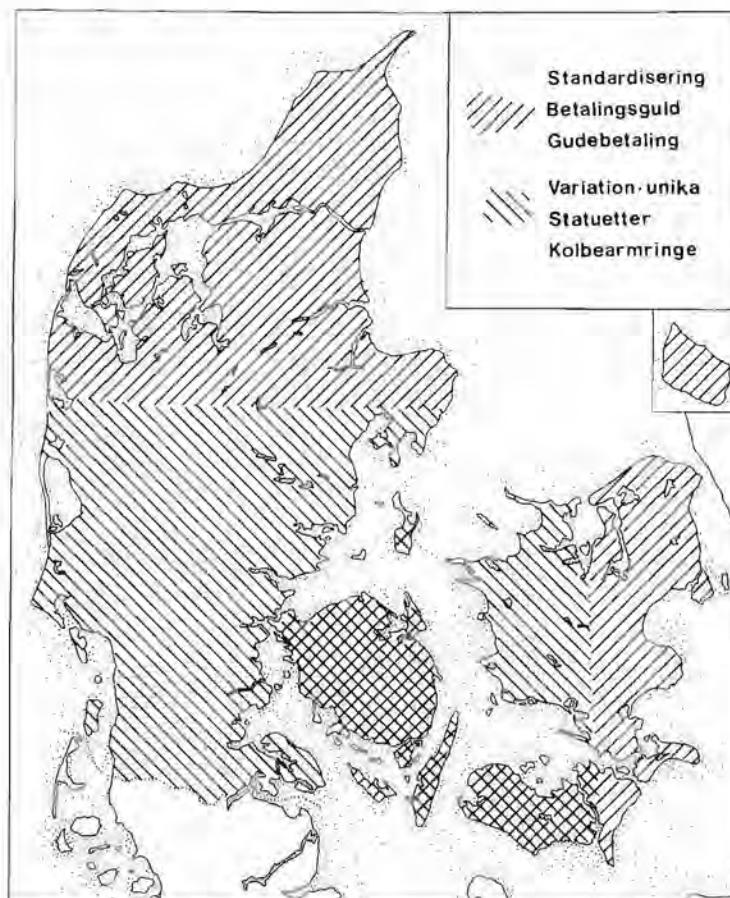 Standardisering
Betalingsguld
Gudebetaling
Variation·unika
Statuetter
Kolbearmringe